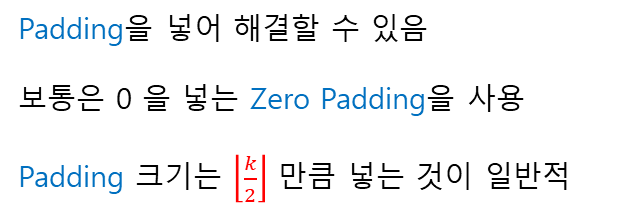 Padding을 넣어 해결할 수 있음
보통은 0 을 넣는 Zero Padding을 사용
Padding 크기는 ⌊k/2⌋ 만큼 넣는 것이 일반적